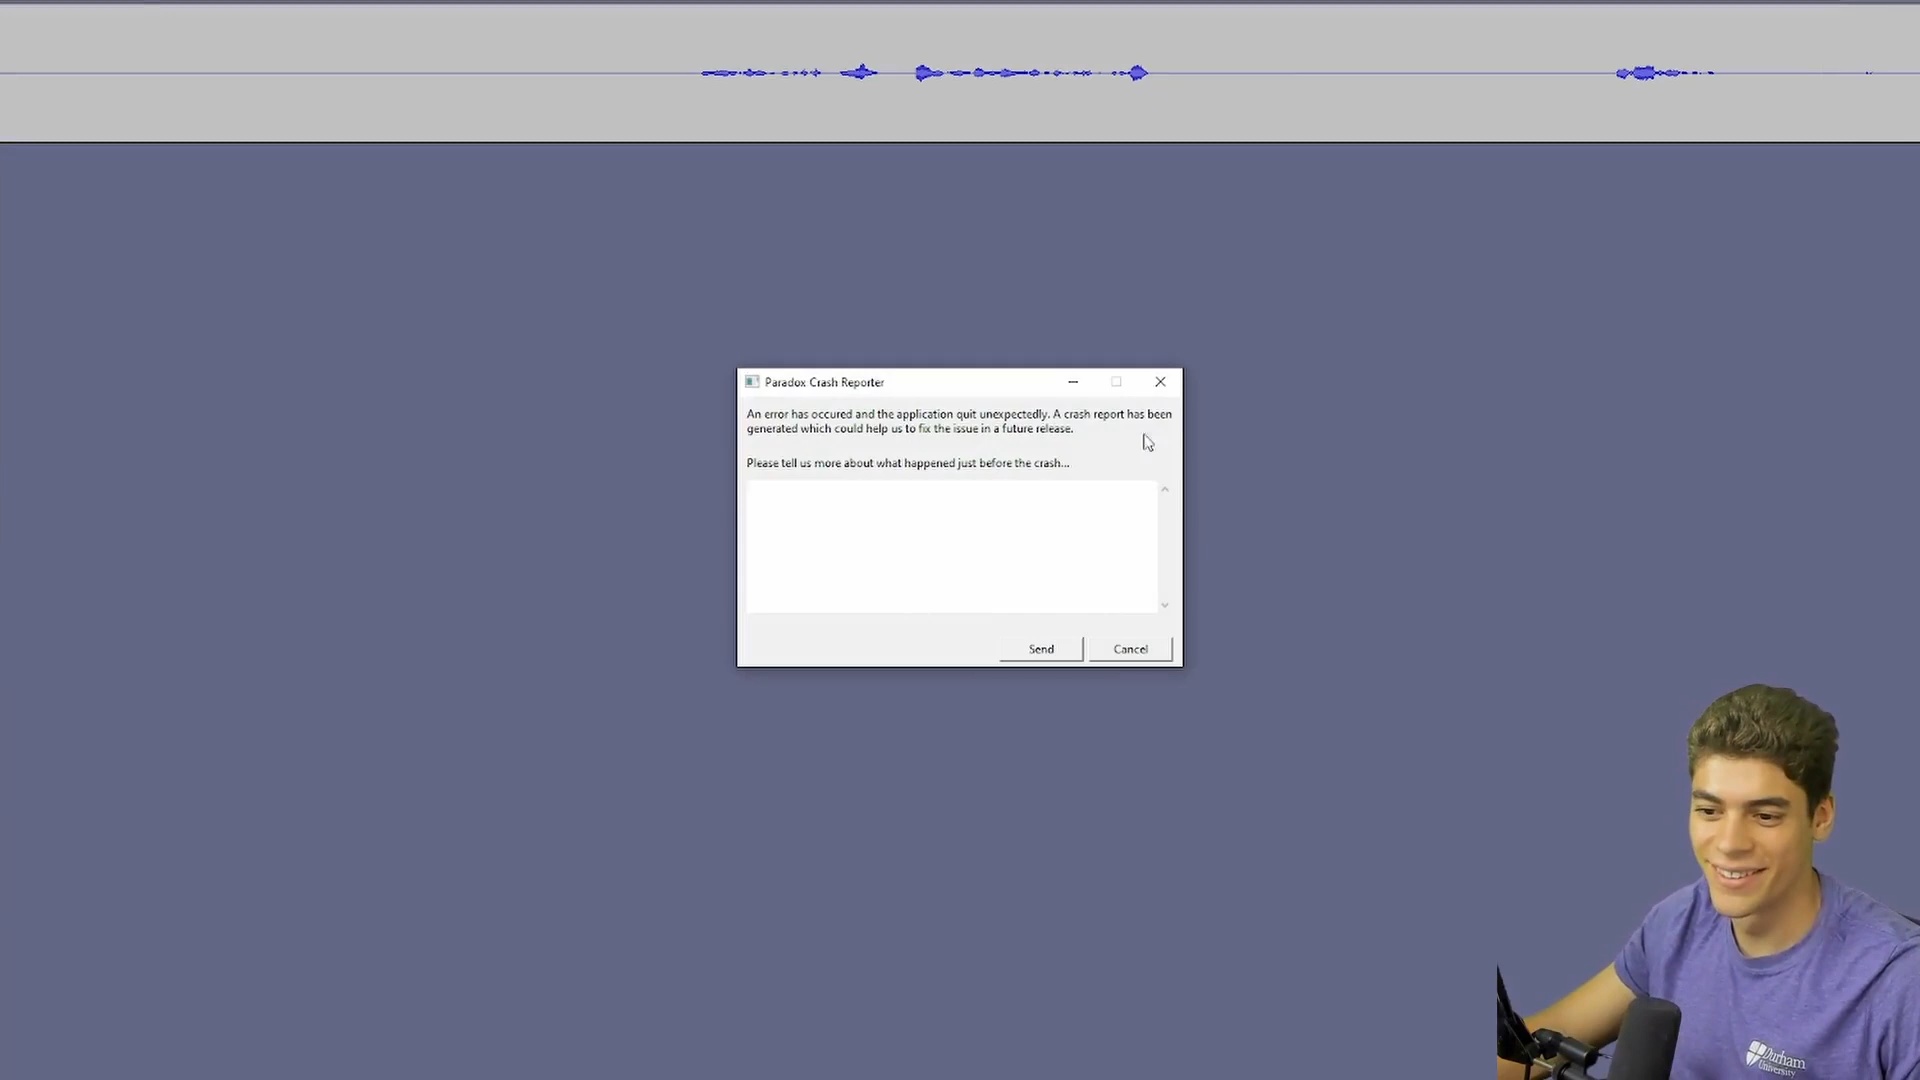 Paradox Crash Reporter
An error has occured and the application quit unexpectedly. A crash report has been
generated which could help us to fix the issue in a future release.
Please tell us more about what happened just before the crash...
Send
Cancel
Durham
University